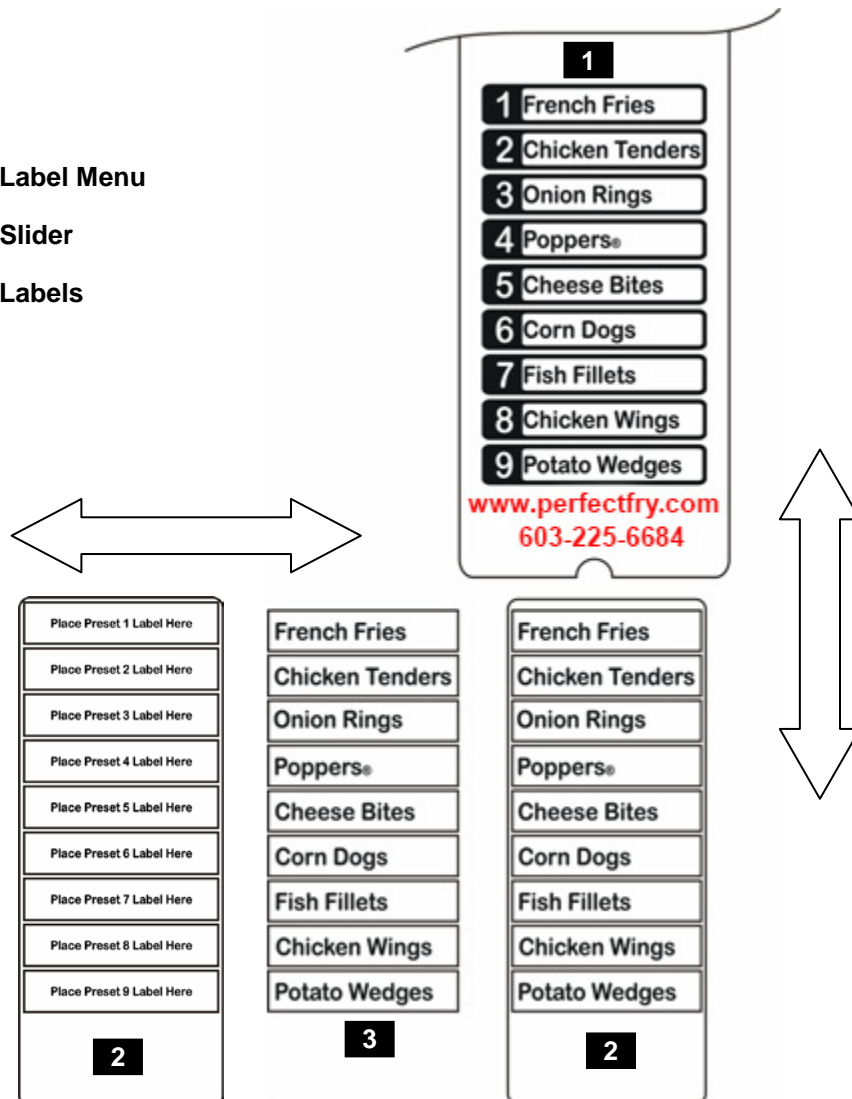 Label Menu
Slider
Labels
1
1 French Fries
2 Chicken Tenders
3 Onion Rings
4 Poppers®
5 Cheese Bites
6 Corn Dogs
7 Fish Fillets
8 Chicken Wings
9 Potato Wedges
www.perfectfry.com
603-225-6684
Place Preset 1 Label Here
Place Preset 2 Label Here
Place Preset 3 Label Here
Place Preset 4 Label Here
Place Preset 5 Label Here
Place Preset 6 Label Here
Place Preset 7 Label Here
Place Preset 8 Label Here
Place Preset 9 Label Here
2
French Fries
Chicken Tenders
Onion Rings
Poppers®
Cheese Bites
Corn Dogs
Fish Fillets
Chicken Wings
Potato Wedges
3
French Fries
Chicken Tenders
Onion Rings
Poppers®
Cheese Bites
Corn Dogs
Fish Fillets
Chicken Wings
Potato Wedges
2